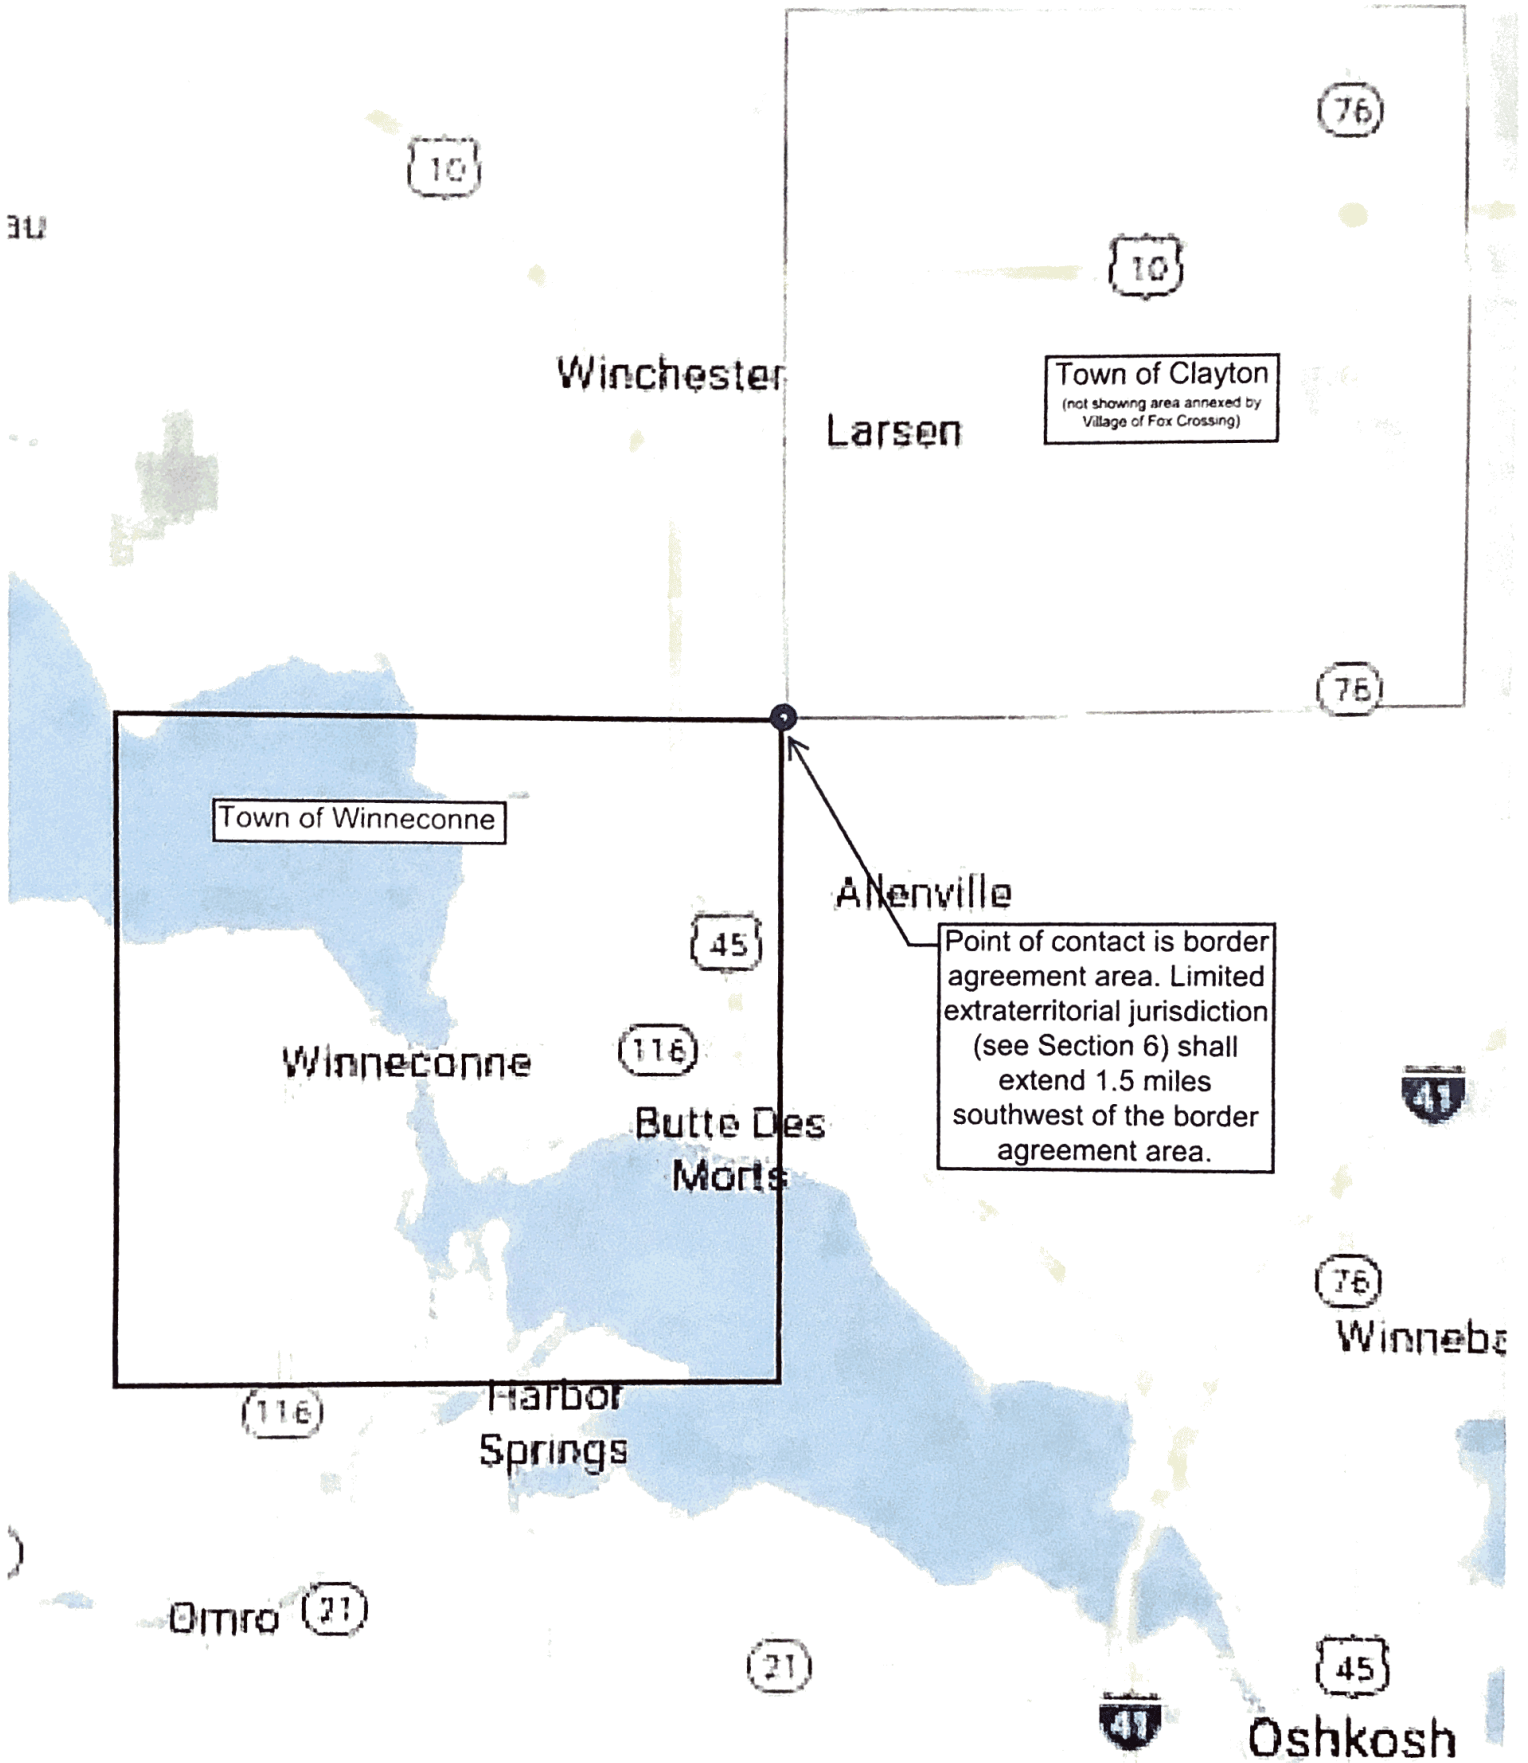 76
10
au
10
Winchester
Town of Clayton
(not showing area annexed by
Village of Fox Crossing)
Larsen
76
Town of Winneconne
Allenville
45
Point of contact is border
agreement area. Limited
extraterritorial jurisdiction
(see Section 6) shall
extend 1.5 miles
southwest of the border
agreement area.
Winneconne
116
41
Butte Des
Morts
76
Winneba
116
Harbor
Springs
Omro
21
21
45
41
Oshkosh